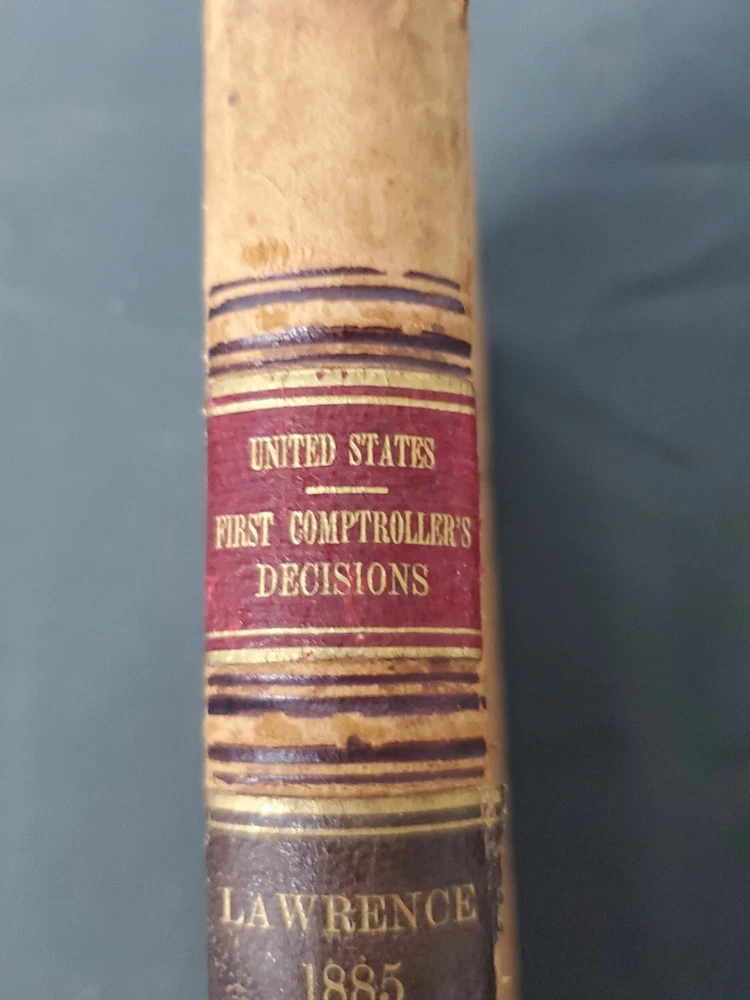 UNITED STATES
FIRST COMPTROLLER'S
DECISIONS
LAWRENCE
1885